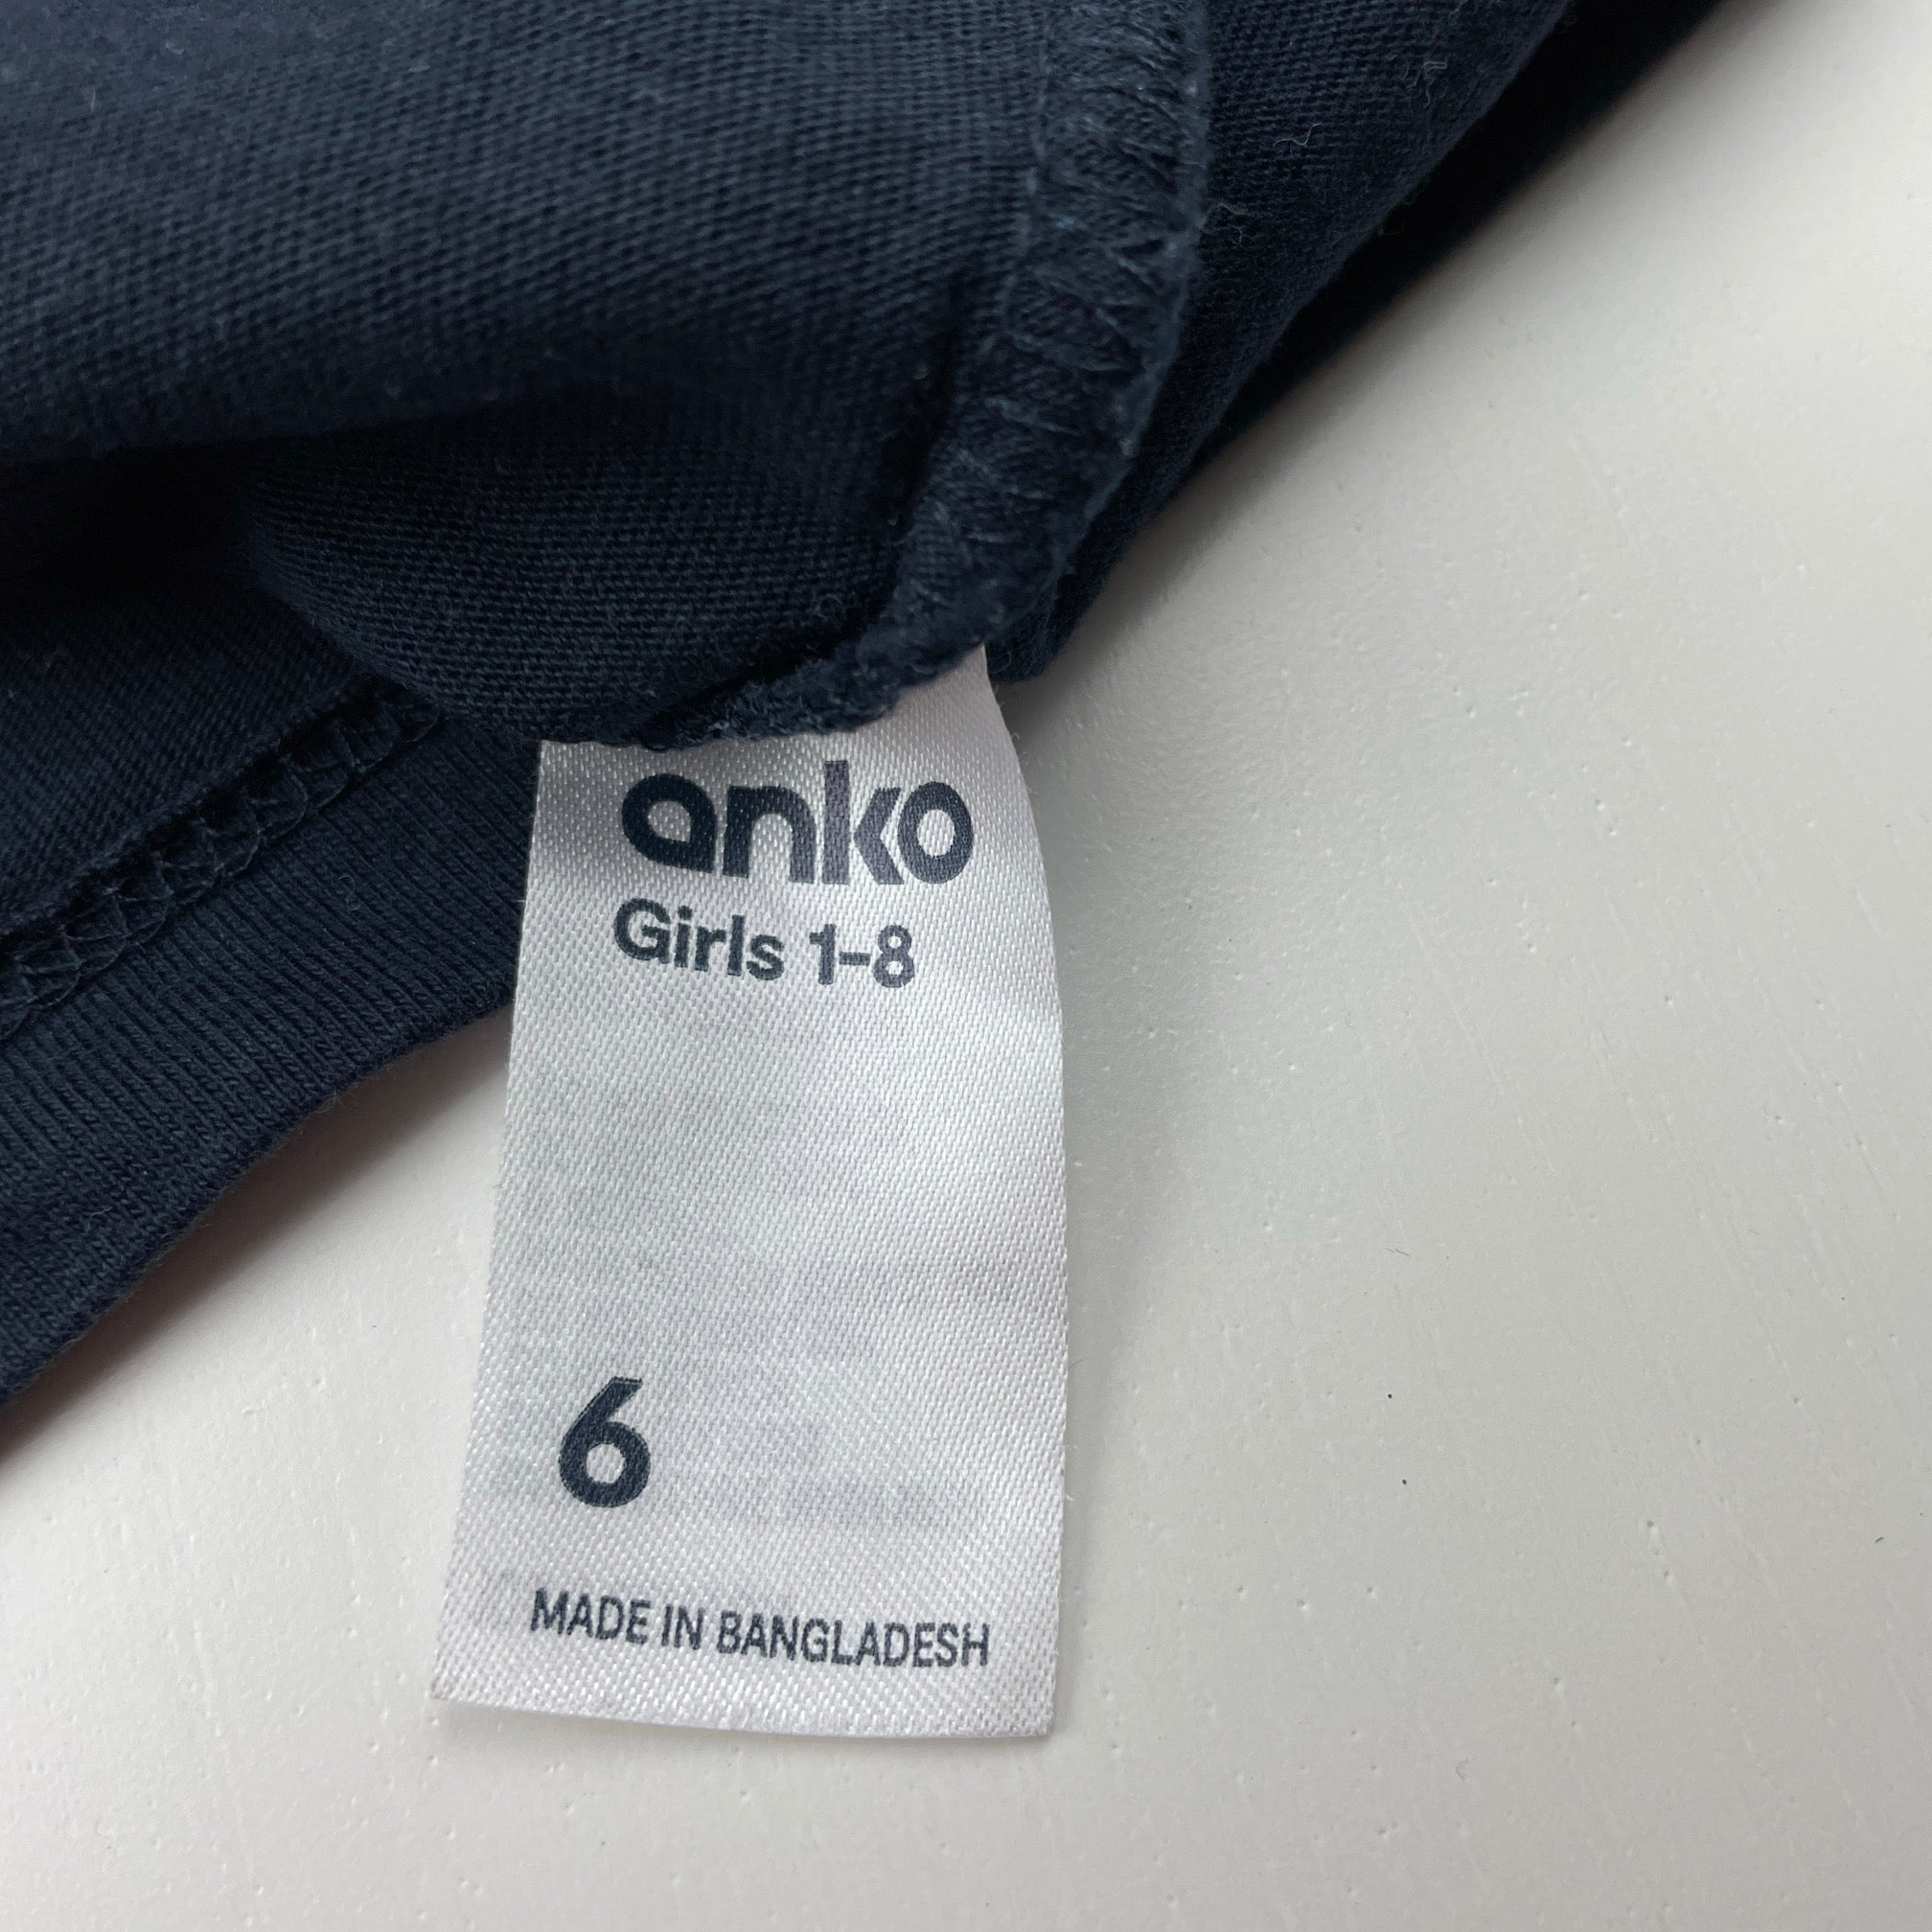 anko
Girls 1-8
6
MADE IN BANGLADESH